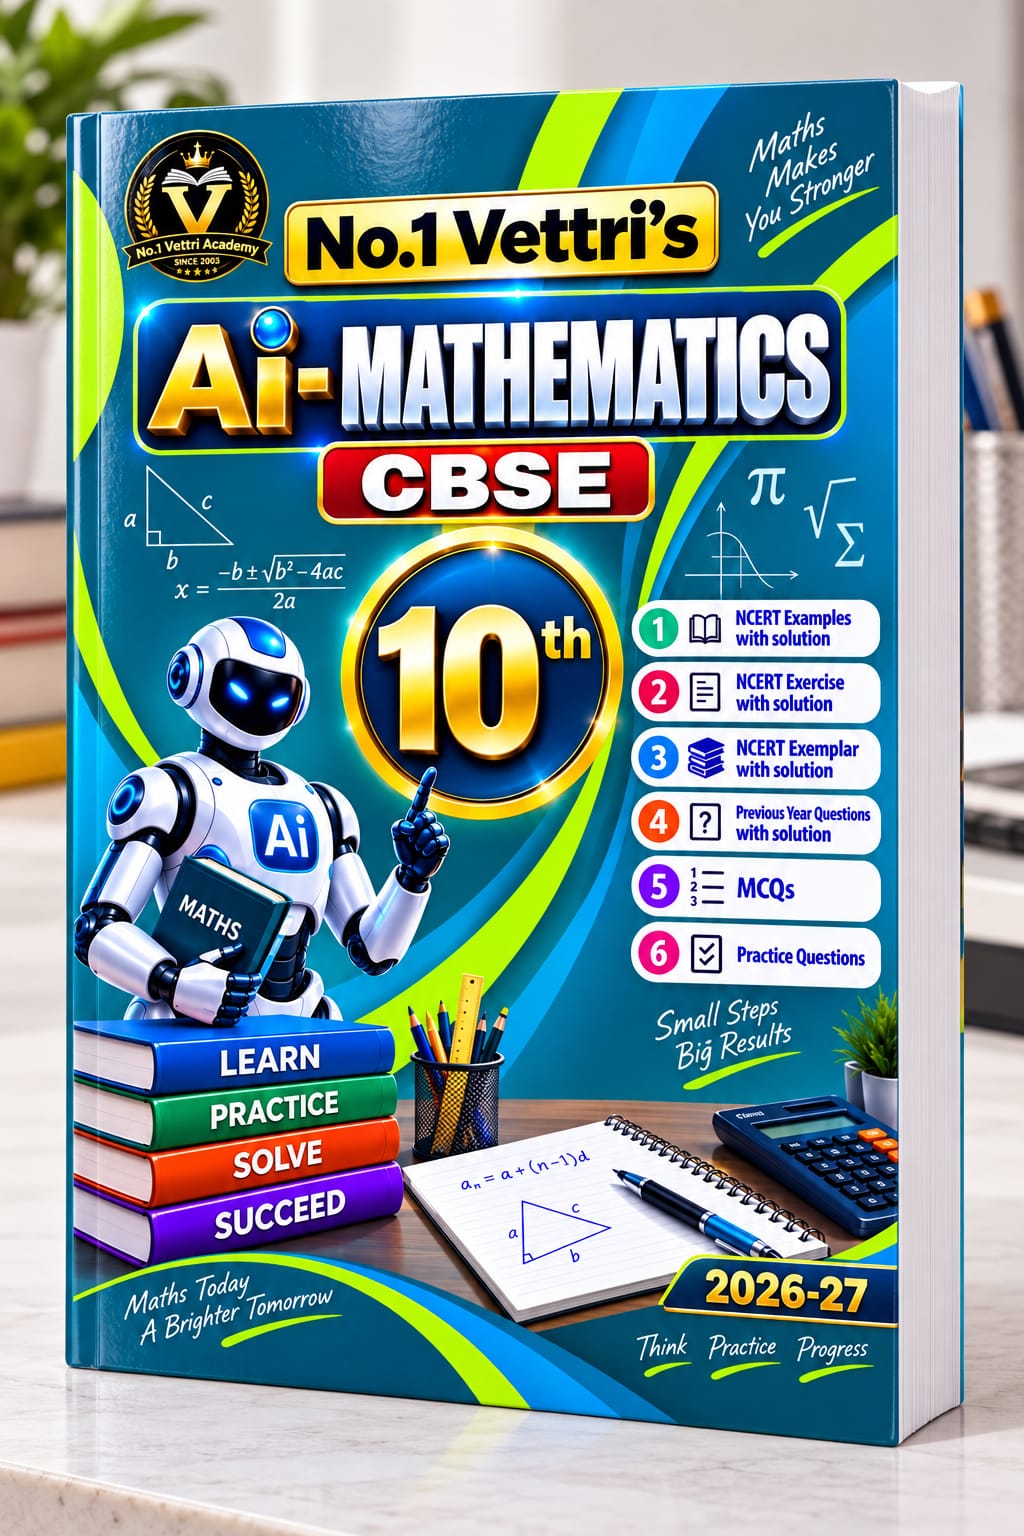 Maths
Makes
You Stronger
V
No.1 Vettri Academy
SINCE 2003
No.1 Vettri's
Ai-MATHEMATICS
CBSE
10th
a
c
b
x = -b ± √b² - 4ac / 2a
π
√
Σ
1 NCERT Examples
with solution
2 NCERT Exercise
with solution
3 NCERT Exemplar
with solution
4 Previous Year Questions
with solution
?
5 MCQs
1
2
3
6 Practice Questions
Ai
MATHS
Small Steps
Big Results
LEARN
PRACTICE
SOLVE
SUCCEED
aₙ = a + (n-1)d
a
c
b
2026-27
Maths Today
A Brighter Tomorrow
Think Practice Progress